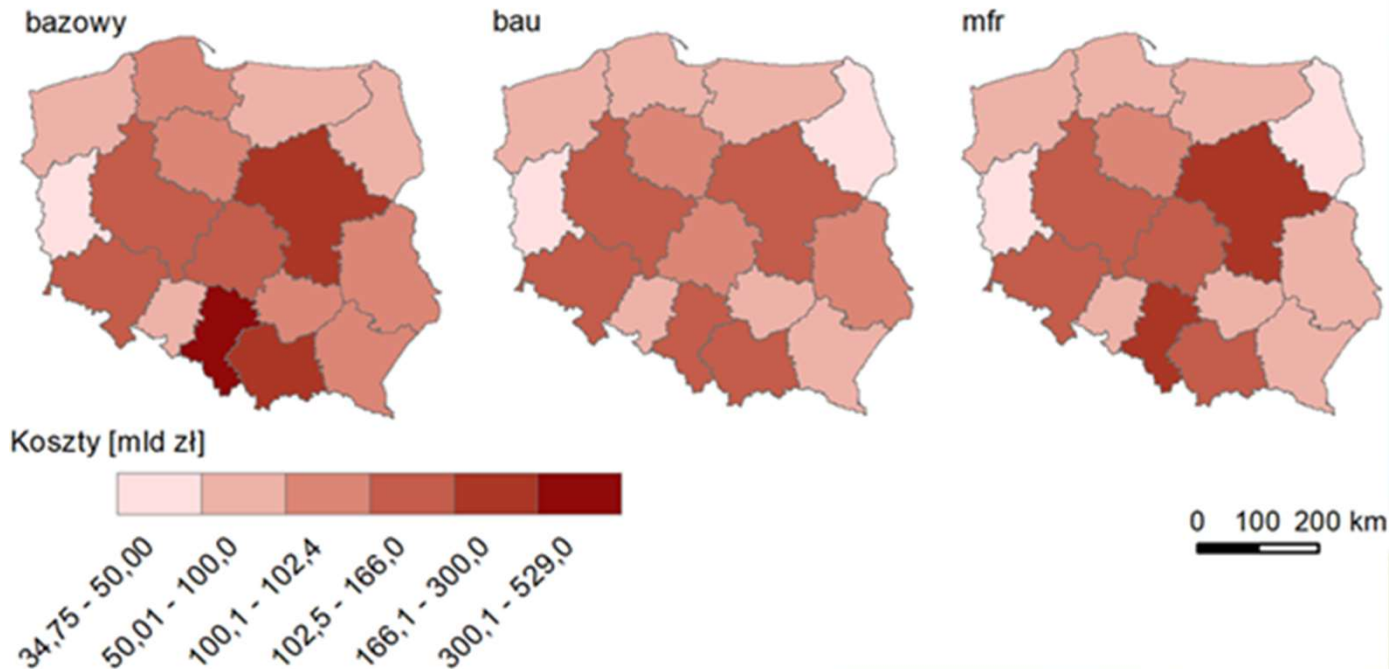 bazowy
bau
mfr
Koszty [mld zł]
34,75 - 50,00
50,01 - 100,0
100,1 - 102,4
102,5 - 166,0
166,1 - 300,0
300,1 - 529,0
0 100 200 km